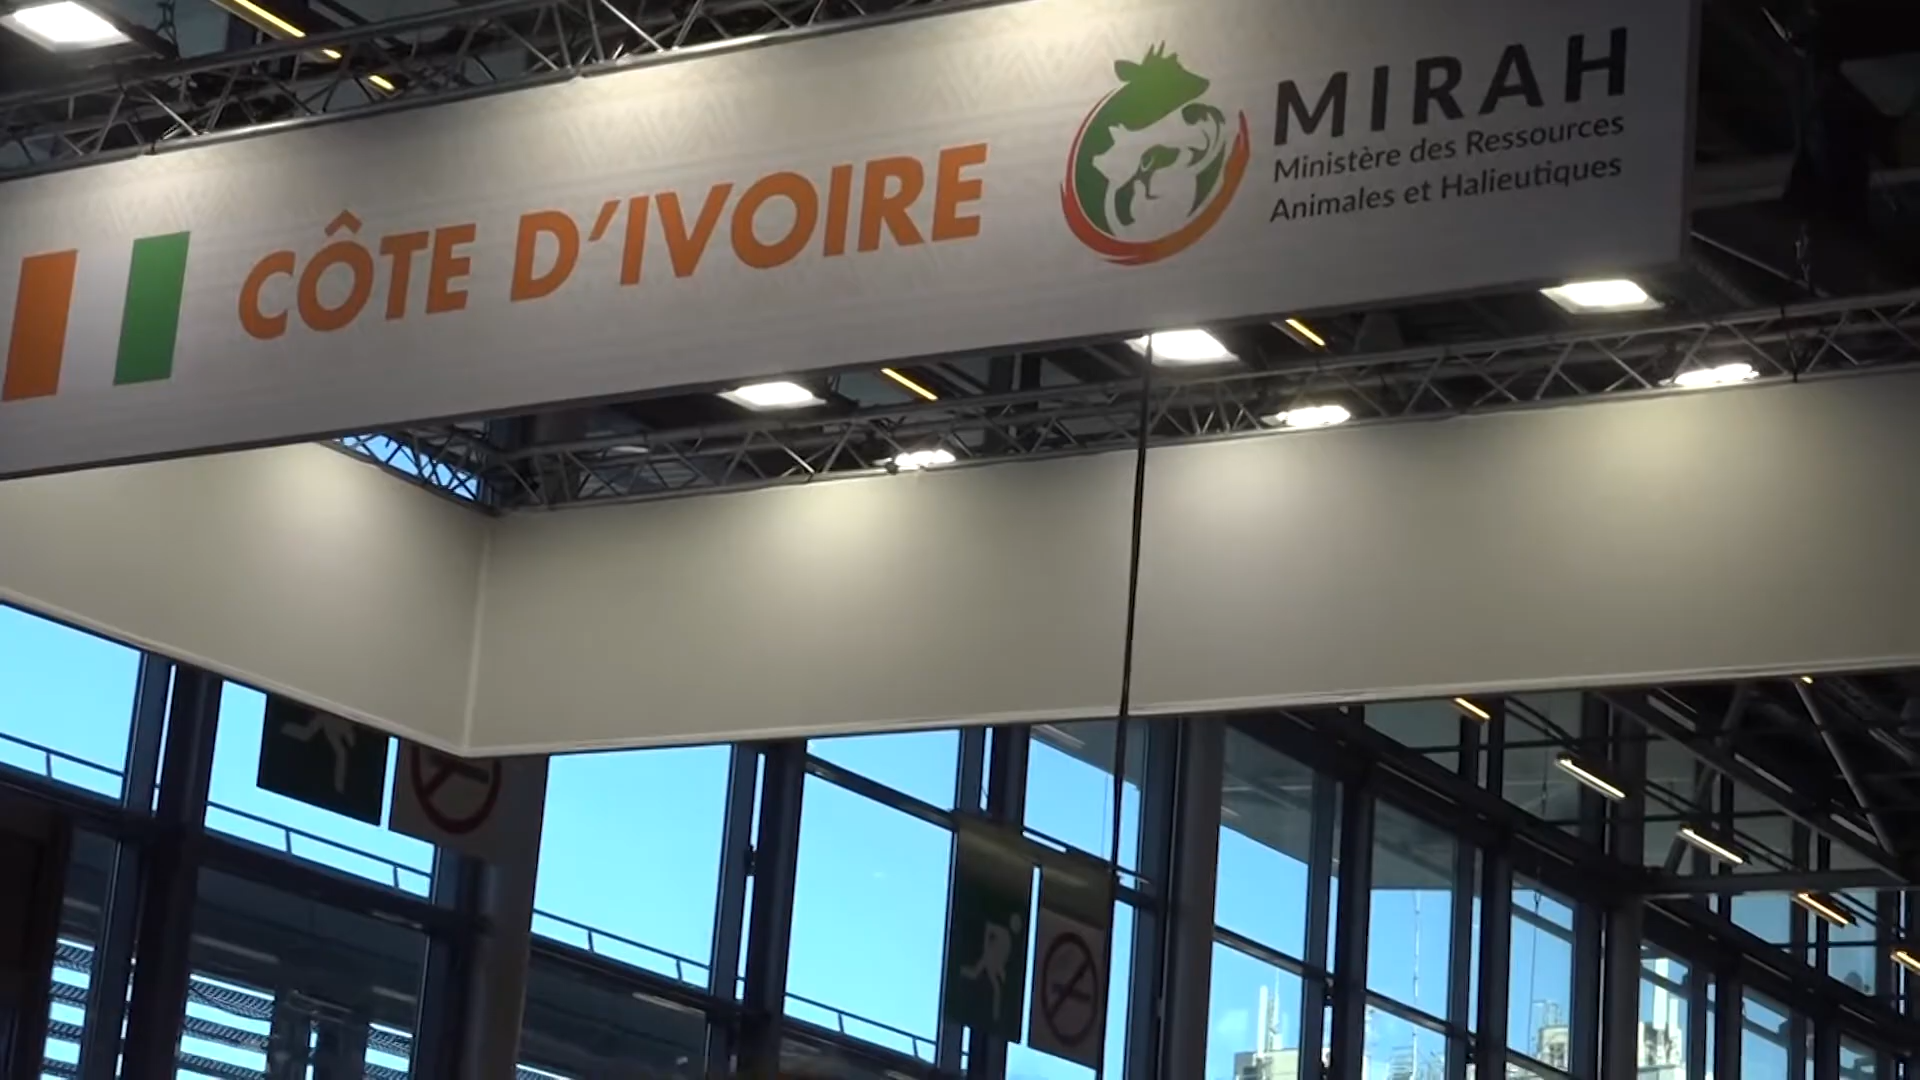 CÔTE D'IVOIRE
MIRAH
Ministère des Ressources
Animales et Halieutiques